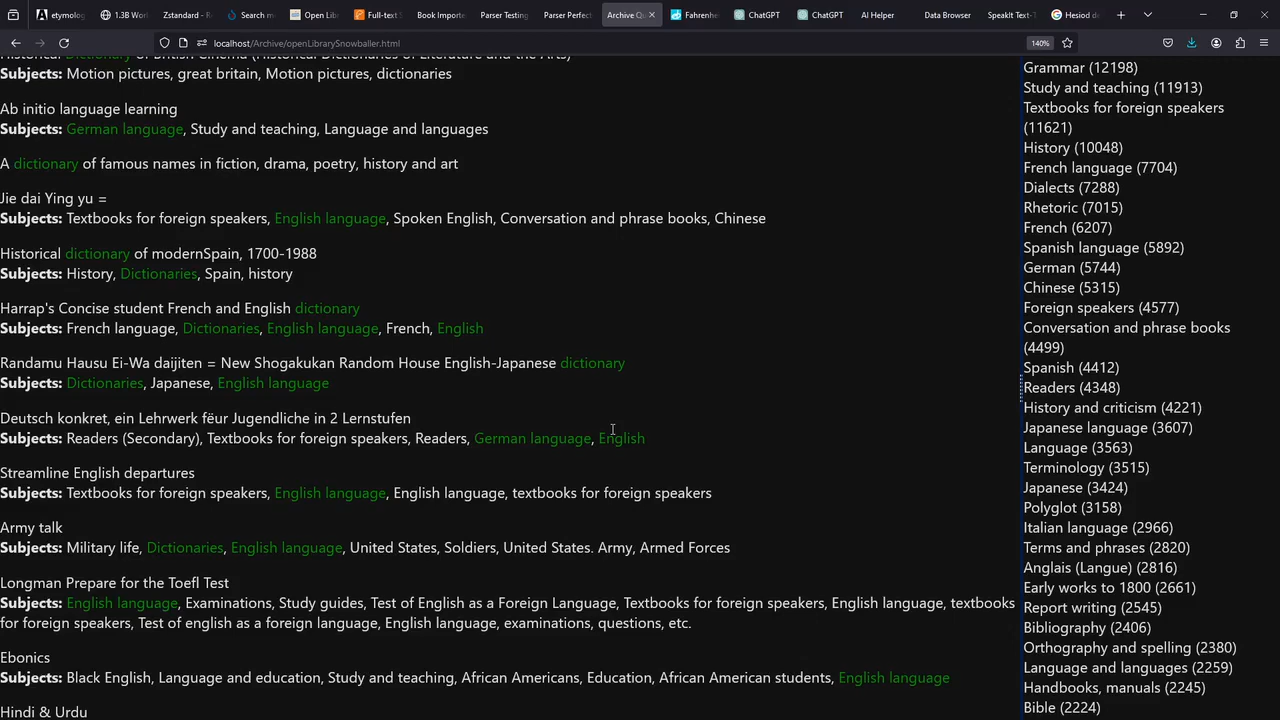 etymolog
1.3B Wor
Zstandard - R
Search m
Open Lib
Full-text S
Book Importe
Parser Testing
Parser Perfec
Archive Qu
Fahrenhe
ChatGPT
ChatGPT
AI Helper
Data Browser
SpeakIt Text-T
Hesiod de
localhost/Archive/openLibrarySnowballer.html
140%
Subjects: Motion pictures, great britain, Motion pictures, dictionaries
Ab initio language learning
Subjects: German language, Study and teaching, Language and languages
A dictionary of famous names in fiction, drama, poetry, history and art
Jie dai Ying yu =
Subjects: Textbooks for foreign speakers, English language, Spoken English, Conversation and phrase books, Chinese
Historical dictionary of modernSpain, 1700-1988
Subjects: History, Dictionaries, Spain, history
Harrap's Concise student French and English dictionary
Subjects: French language, Dictionaries, English language, French, English
Randamu Hausu Ei-Wa daijiten = New Shogakukan Random House English-Japanese dictionary
Subjects: Dictionaries, Japanese, English language
Deutsch konkret, ein Lehrwerk fëur Jugendliche in 2 Lernstufen
Subjects: Readers (Secondary), Textbooks for foreign speakers, Readers, German language, English
Streamline English departures
Subjects: Textbooks for foreign speakers, English language, English language, textbooks for foreign speakers
Army talk
Subjects: Military life, Dictionaries, English language, United States, Soldiers, United States. Army, Armed Forces
Longman Prepare for the Toefl Test
Subjects: English language, Examinations, Study guides, Test of English as a Foreign Language, Textbooks for foreign speakers, English language, textbooks
for foreign speakers, Test of english as a foreign language, English language, examinations, questions, etc.
Ebonics
Subjects: Black English, Language and education, Study and teaching, African Americans, Education, African American students, English language
Hindi & Urdu
Grammar (12198)
Study and teaching (11913)
Textbooks for foreign speakers
(11621)
History (10048)
French language (7704)
Dialects (7288)
Rhetoric (7015)
French (6207)
Spanish language (5892)
German (5744)
Chinese (5315)
Foreign speakers (4577)
Conversation and phrase books
(4499)
Spanish (4412)
Readers (4348)
History and criticism (4221)
Japanese language (3607)
Language (3563)
Terminology (3515)
Japanese (3424)
Polyglot (3158)
Italian language (2966)
Terms and phrases (2820)
Anglais (Langue) (2816)
Early works to 1800 (2661)
Report writing (2545)
Bibliography (2406)
Orthography and spelling (2380)
Language and languages (2259)
Handbooks, manuals (2245)
Bible (2224)